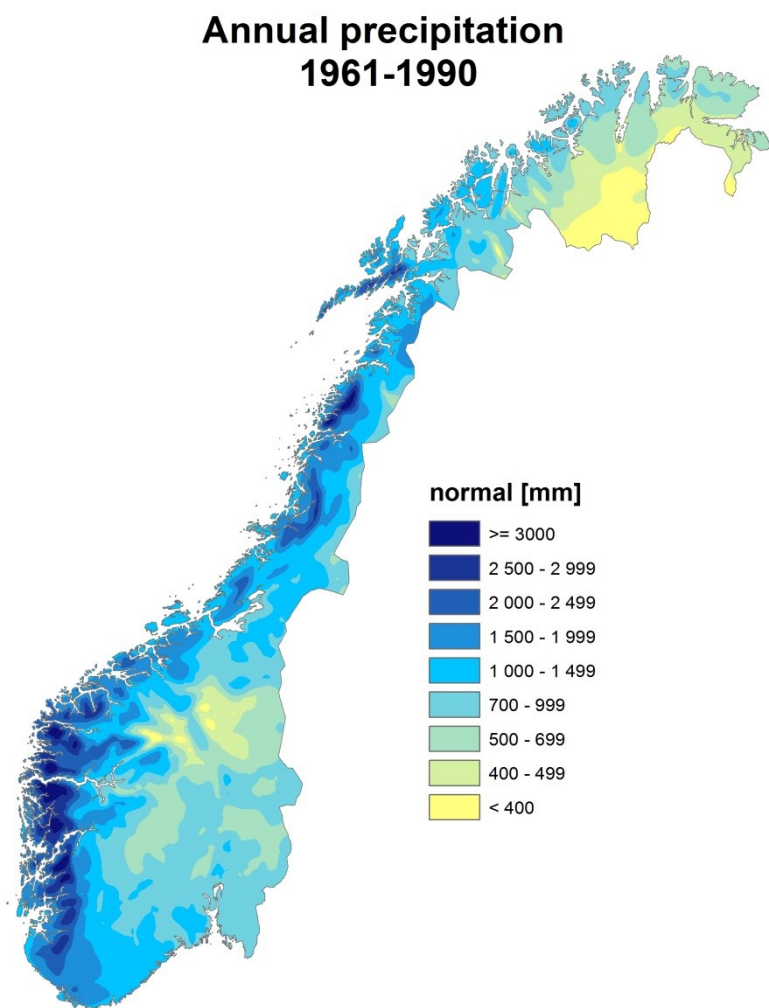 Annual precipitation
1961-1990
normal [mm]
>= 3000
2 500 - 2 999
2 000 - 2 499
1 500 - 1 999
1 000 - 1 499
700 - 999
500 - 699
400 - 499
< 400